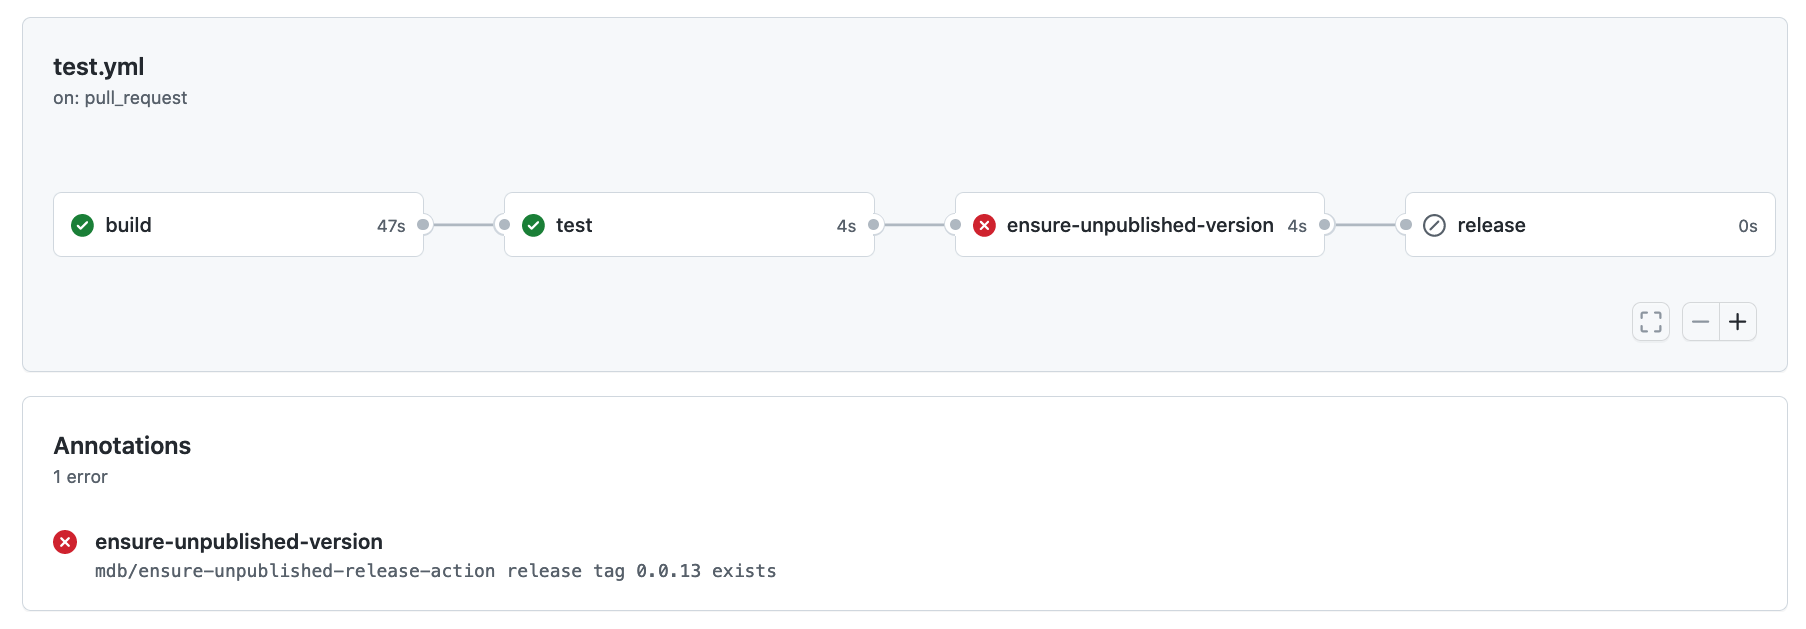 test.yml
on: pull_request
build 47s
test 4s
ensure-unpublished-version 4s
release 0s
Annotations
1 error
ensure-unpublished-version
mdb/ensure-unpublished-release-action release tag 0.0.13 exists